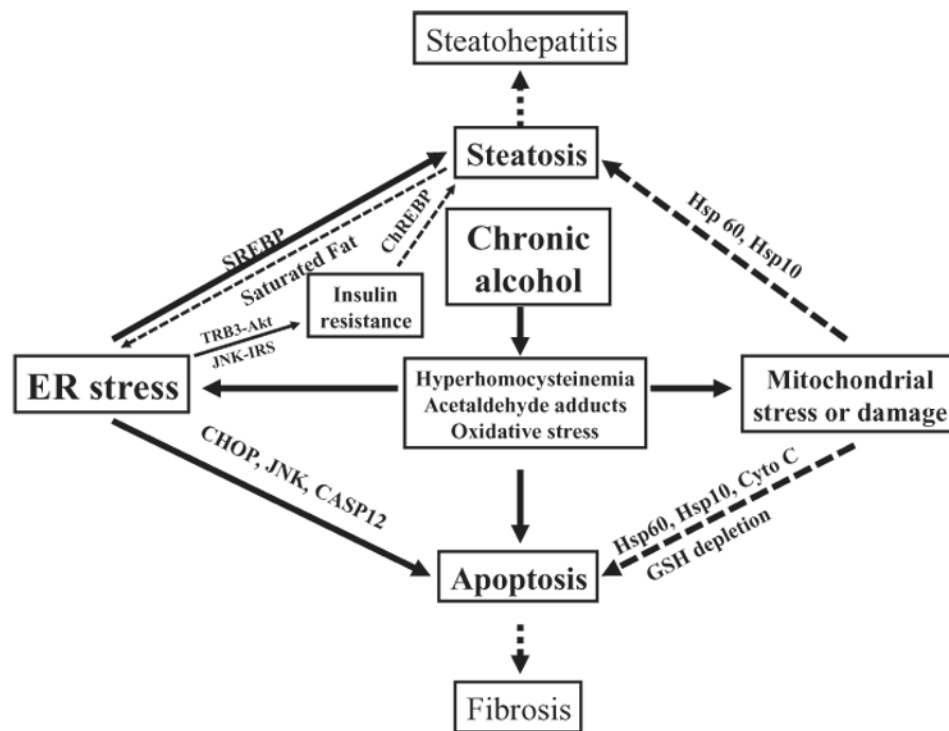 Steatohepatitis
Steatosis
Hsp 60, Hsp10
SREBP
Saturated Fat
ChREBP
Chronic
alcohol
Insulin
resistance
TRB3-Akt
JNK-IRS
ER stress
Hyperhomocysteinemia
Acetaldehyde adducts
Oxidative stress
Mitochondrial
stress or damage
CHOP, JNK, CASP12
Hsp60, Hsp10, Cyto C
GSH depletion
Apoptosis
Fibrosis